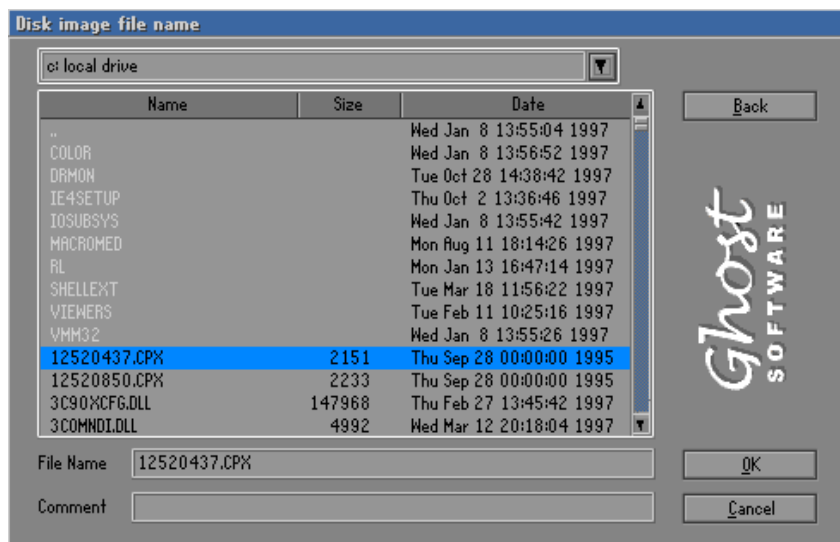 Disk image file name
c: local drive
Name Size Date
.. Wed Jan 8 13:55:04 1997
COLOR Wed Jan 8 13:56:52 1997
DRMON Tue Oct 28 14:38:42 1997
IE4SETUP Thu Oct 2 13:36:46 1997
IOSUBSYS Wed Jan 8 13:55:42 1997
MACROMED Mon Aug 11 18:14:26 1997
RL Mon Jan 13 16:47:14 1997
SHELLEXT Tue Mar 18 11:56:22 1997
VIEWERS Tue Feb 11 10:25:16 1997
VMM32 Wed Jan 8 13:55:26 1997
12520437.CPX 2151 Thu Sep 28 00:00:00 1995
12520850.CPX 2233 Thu Sep 28 00:00:00 1995
3C90XCFG.DLL 147968 Thu Feb 27 13:45:42 1997
3COMNDI.DLL 4992 Wed Mar 12 20:18:04 1997
Back
Ghost
SOFTWARE
File Name 12520437.CPX
OK
Comment
Cancel